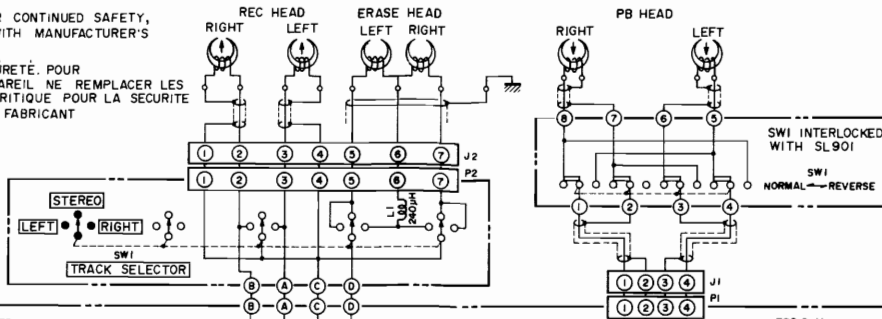 R CONTINUED SAFETY,
WITH MANUFACTURER'S
URETÉ. POUR
AREIL NE REMPLACER LES
RITIQUE POUR LA SECURITE
FABRICANT
REC HEAD
RIGHT
LEFT
ERASE HEAD
LEFT
RIGHT
PB HEAD
RIGHT
LEFT
1 2 3 4 5 6 7 J2
1 2 3 4 5 6 7 P2
L1
240μH
STEREO
LEFT
RIGHT
SW1
TRACK SELECTOR
B A C D
B A C D
8 7 6 5
SW1 INTERLOCKED
WITH SL901
SW1
NORMAL REVERSE
1 2 3 4
1 2 3 4 J1
1 2 3 4 P1